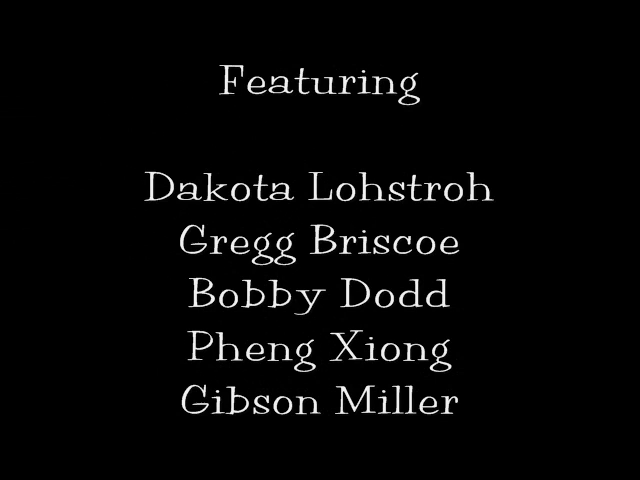 Featuring
Dakota Lohstroh
Gregg Briscoe
Bobby Dodd
Pheng Xiong
Gibson Miller